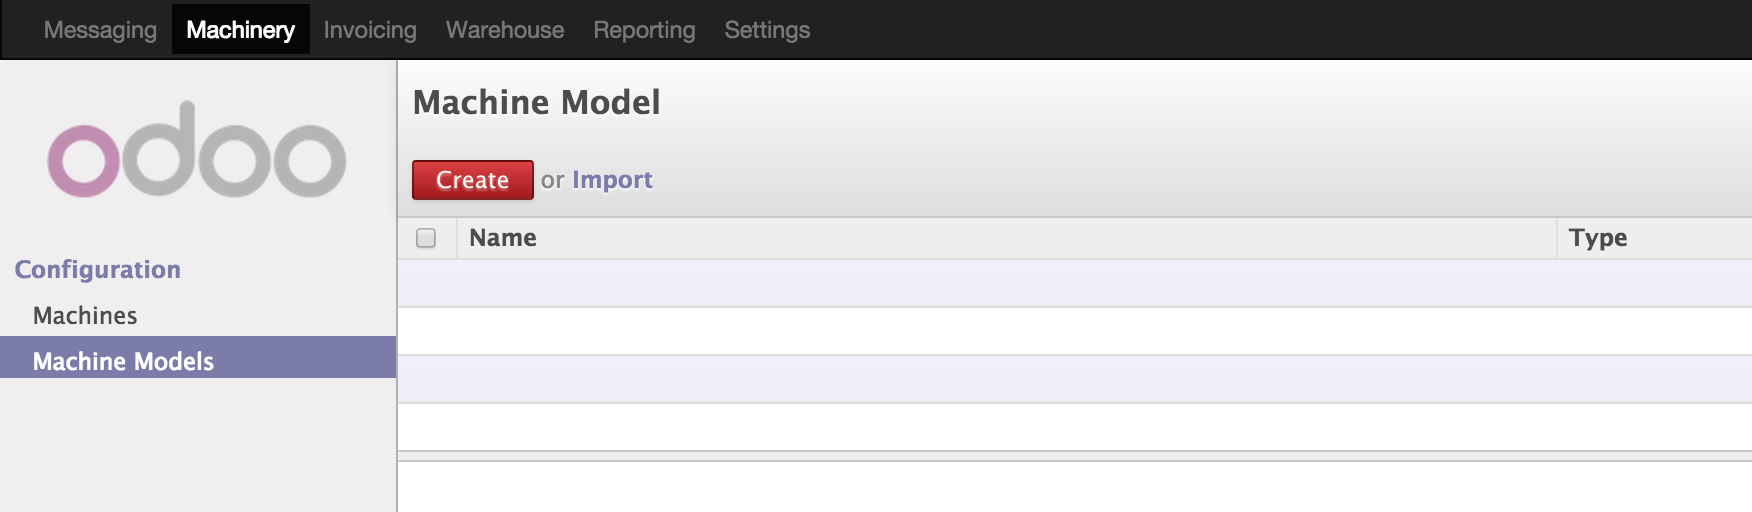 Messaging Machinery Invoicing Warehouse Reporting Settings
odoo
Configuration
Machines
Machine Models
Machine Model
Create or Import
Name Type